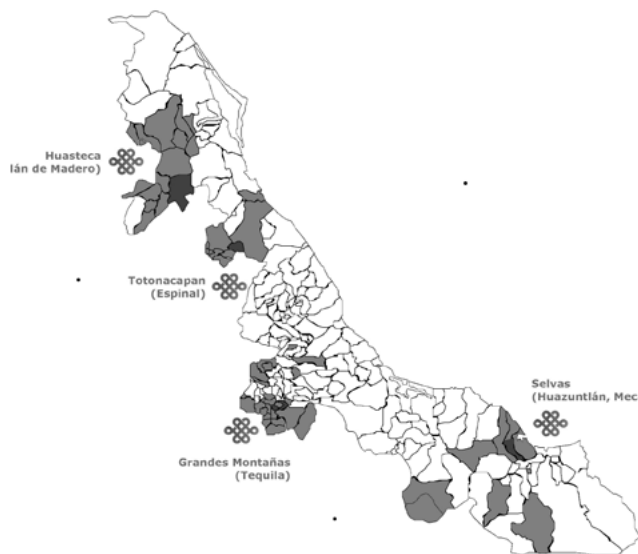 Huasteca
lán de Madero)
Totonacapan
(Espinal)
Selvas
(Huazuntlán, Mec
Grandes Montañas
(Tequila)